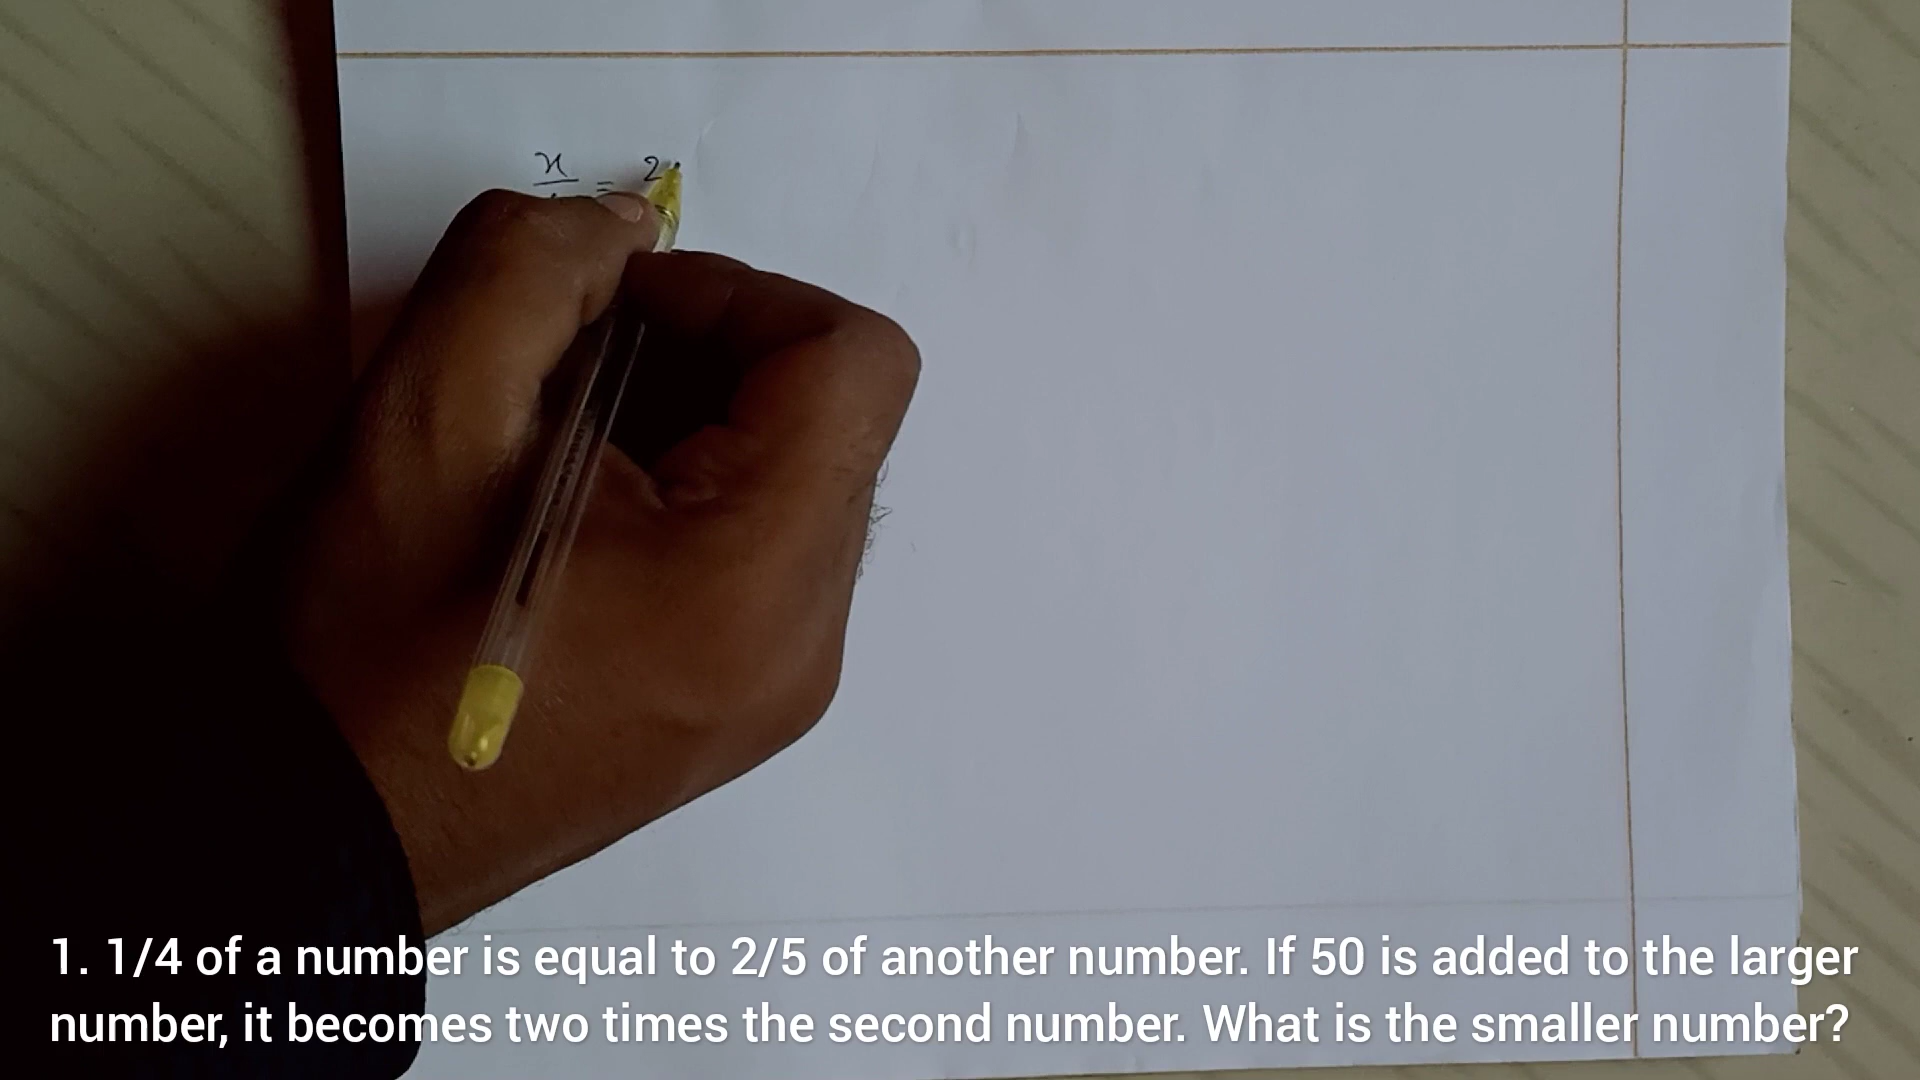 x
= 2
1. 1/4 of a number is equal to 2/5 of another number. If 50 is added to the larger
number, it becomes two times the second number. What is the smaller number?